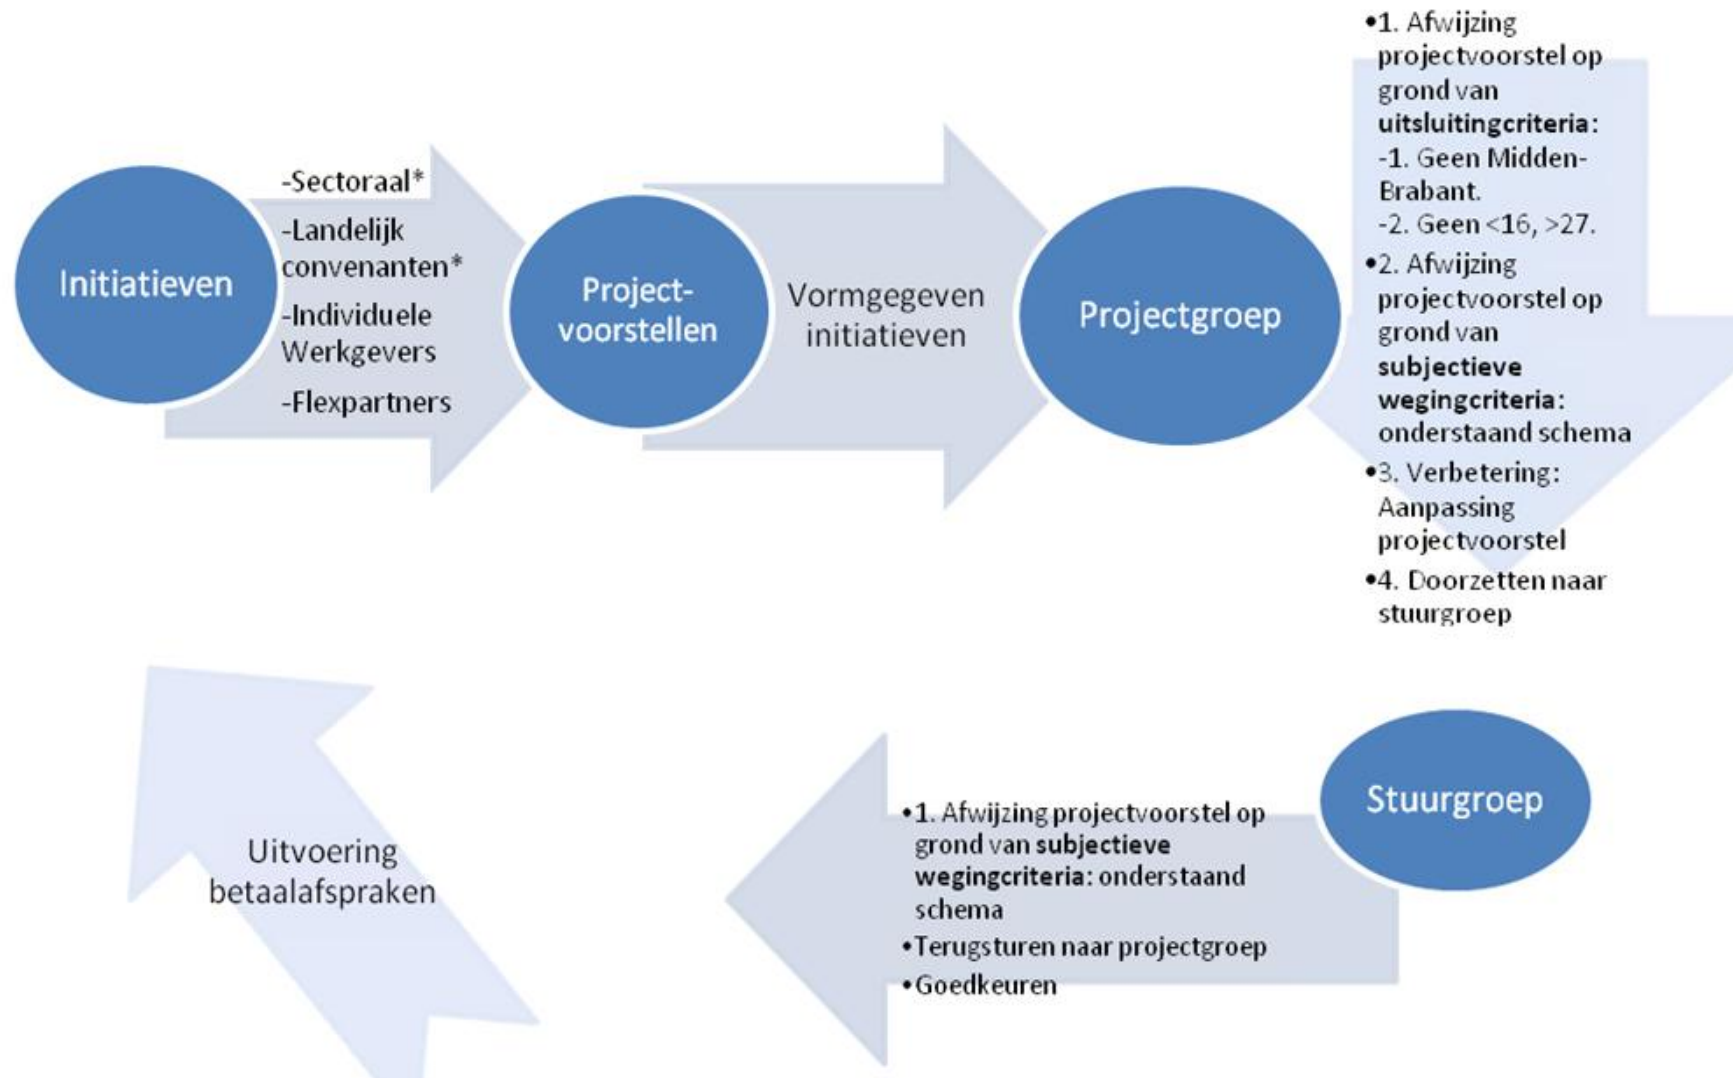 Initiatieven
-Sectoraal*
-Landelijk
convenanten*
-Individuele
Werkgevers
-Flexpartners
Project-
voorstellen
Vormgegeven
initiatieven
Projectgroep
•1. Afwijzing
projectvoorstel op
grond van
uitsluitingcriteria:
-1. Geen Midden-
Brabant.
-2. Geen <16, >27.
•2. Afwijzing
projectvoorstel op
grond van
subjectieve
wegingcriteria:
onderstaand schema
•3. Verbetering:
Aanpassing
projectvoorstel
•4. Doorzetten naar
stuurgroep
Stuurgroep
•1. Afwijzing projectvoorstel op
grond van subjectieve
wegingcriteria: onderstaand
schema
•Terugsturen naar projectgroep
•Goedkeuren
Uitvoering
betaalafspraken